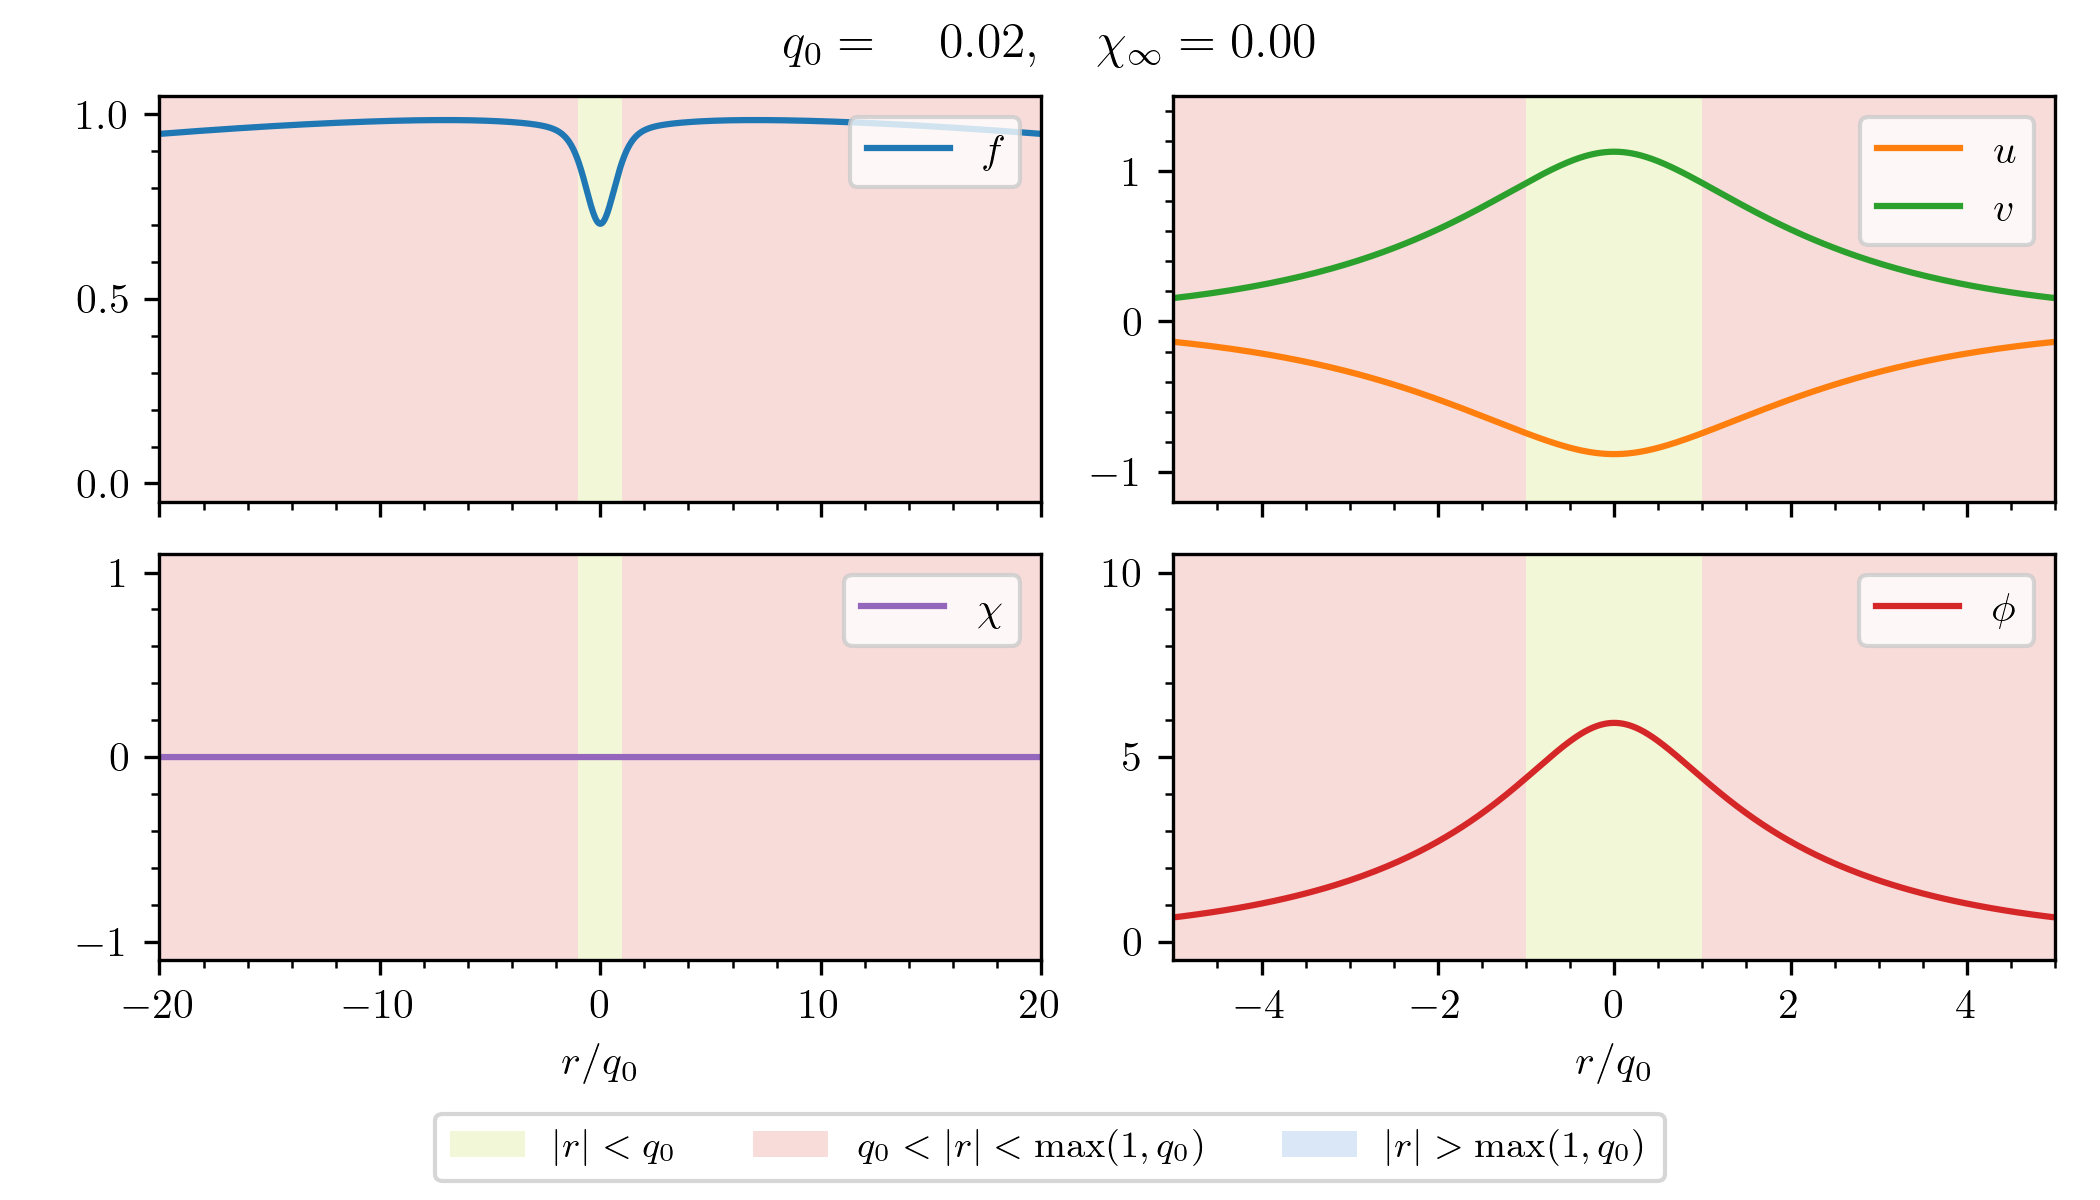 q₀ = 0.02, χ∞ = 0.00
1.0
0.5
0.0
f
1
0
−1
u
v
1
0
−1
χ
10
5
0
ϕ
−20 −10 0 10 20
r/q₀
−4 −2 0 2 4
r/q₀
|r| < q₀ q₀ < |r| < max(1, q₀) |r| > max(1, q₀)